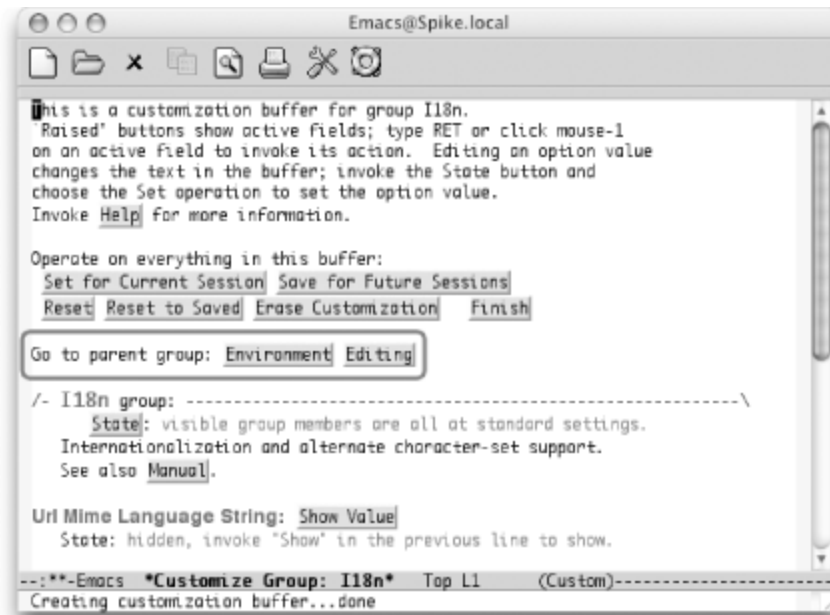 Emacs@Spike.local
This is a customization buffer for group I18n.
`Raised' buttons show active fields; type RET or click mouse-1
on an active field to invoke its action.  Editing an option value
changes the text in the buffer; invoke the State button and
choose the Set operation to set the option value.
Invoke Help for more information.
Operate on everything in this buffer:
Set for Current Session Save for Future Sessions
Reset Reset to Saved Erase Customization Finish
Go to parent group: Environment Editing
/- I18n group: --------------------------------------------------------\
State: visible group members are all at standard settings.
Internationalization and alternate character-set support.
See also Manual.
Url Mime Language String: Show Value
State: hidden, invoke "Show" in the previous line to show.
--:**-Emacs *Customize Group: I18n* Top L1 (Custom)----------------------
Creating customization buffer...done